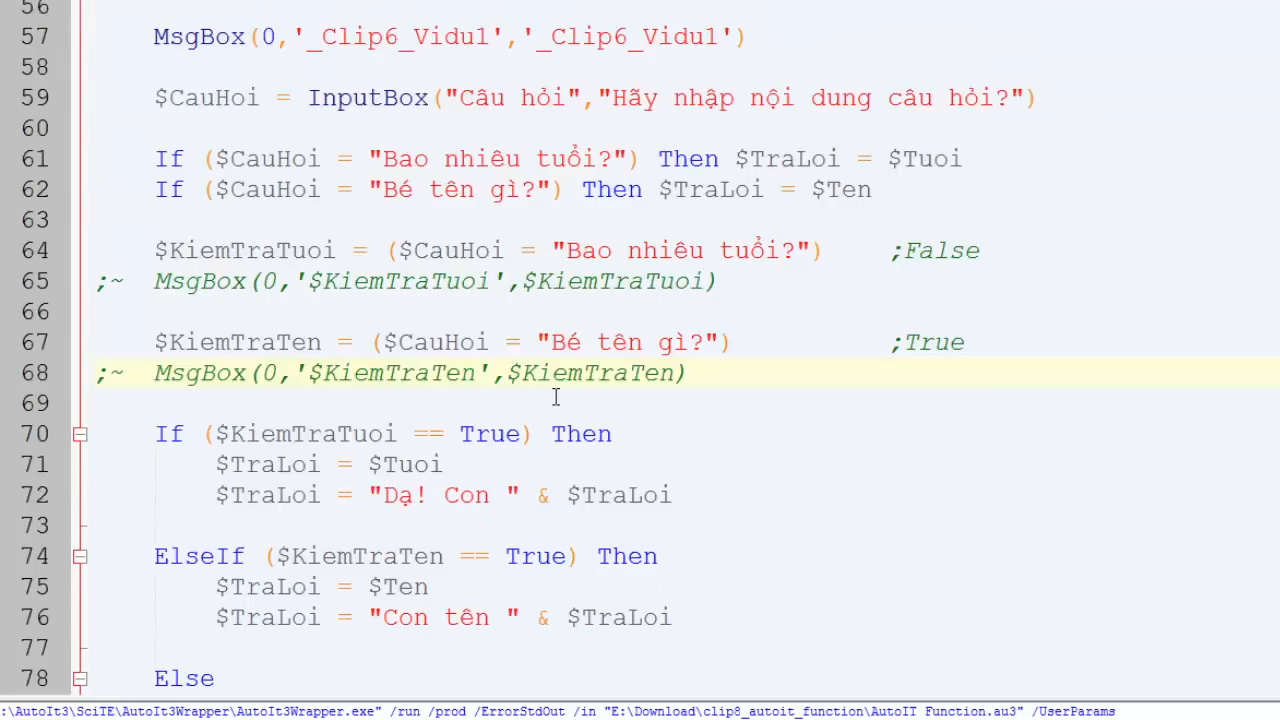 56
57 MsgBox(0,'_Clip6_Vidu1','_Clip6_Vidu1')
58
59 $CauHoi = InputBox("Câu hỏi","Hãy nhập nội dung câu hỏi?")
60
61 If ($CauHoi = "Bao nhiêu tuổi?") Then $TraLoi = $Tuoi
62 If ($CauHoi = "Bé tên gì?") Then $TraLoi = $Ten
63
64 $KiemTraTuoi = ($CauHoi = "Bao nhiêu tuổi?") ;False
65 ;~ MsgBox(0,'$KiemTraTuoi',$KiemTraTuoi)
66
67 $KiemTraTen = ($CauHoi = "Bé tên gì?") ;True
68 ;~ MsgBox(0,'$KiemTraTen',$KiemTraTen)
69
70 If ($KiemTraTuoi == True) Then
71 $TraLoi = $Tuoi
72 $TraLoi = "Dạ! Con " & $TraLoi
73
74 ElseIf ($KiemTraTen == True) Then
75 $TraLoi = $Ten
76 $TraLoi = "Con tên " & $TraLoi
77
78 Else
:\AutoIt3\SciTE\AutoIt3Wrapper\AutoIt3Wrapper.exe" /run /prod /ErrorStdOut /in "E:\Download\clip8_autoit_function\AutoIT Function.au3" /UserParams